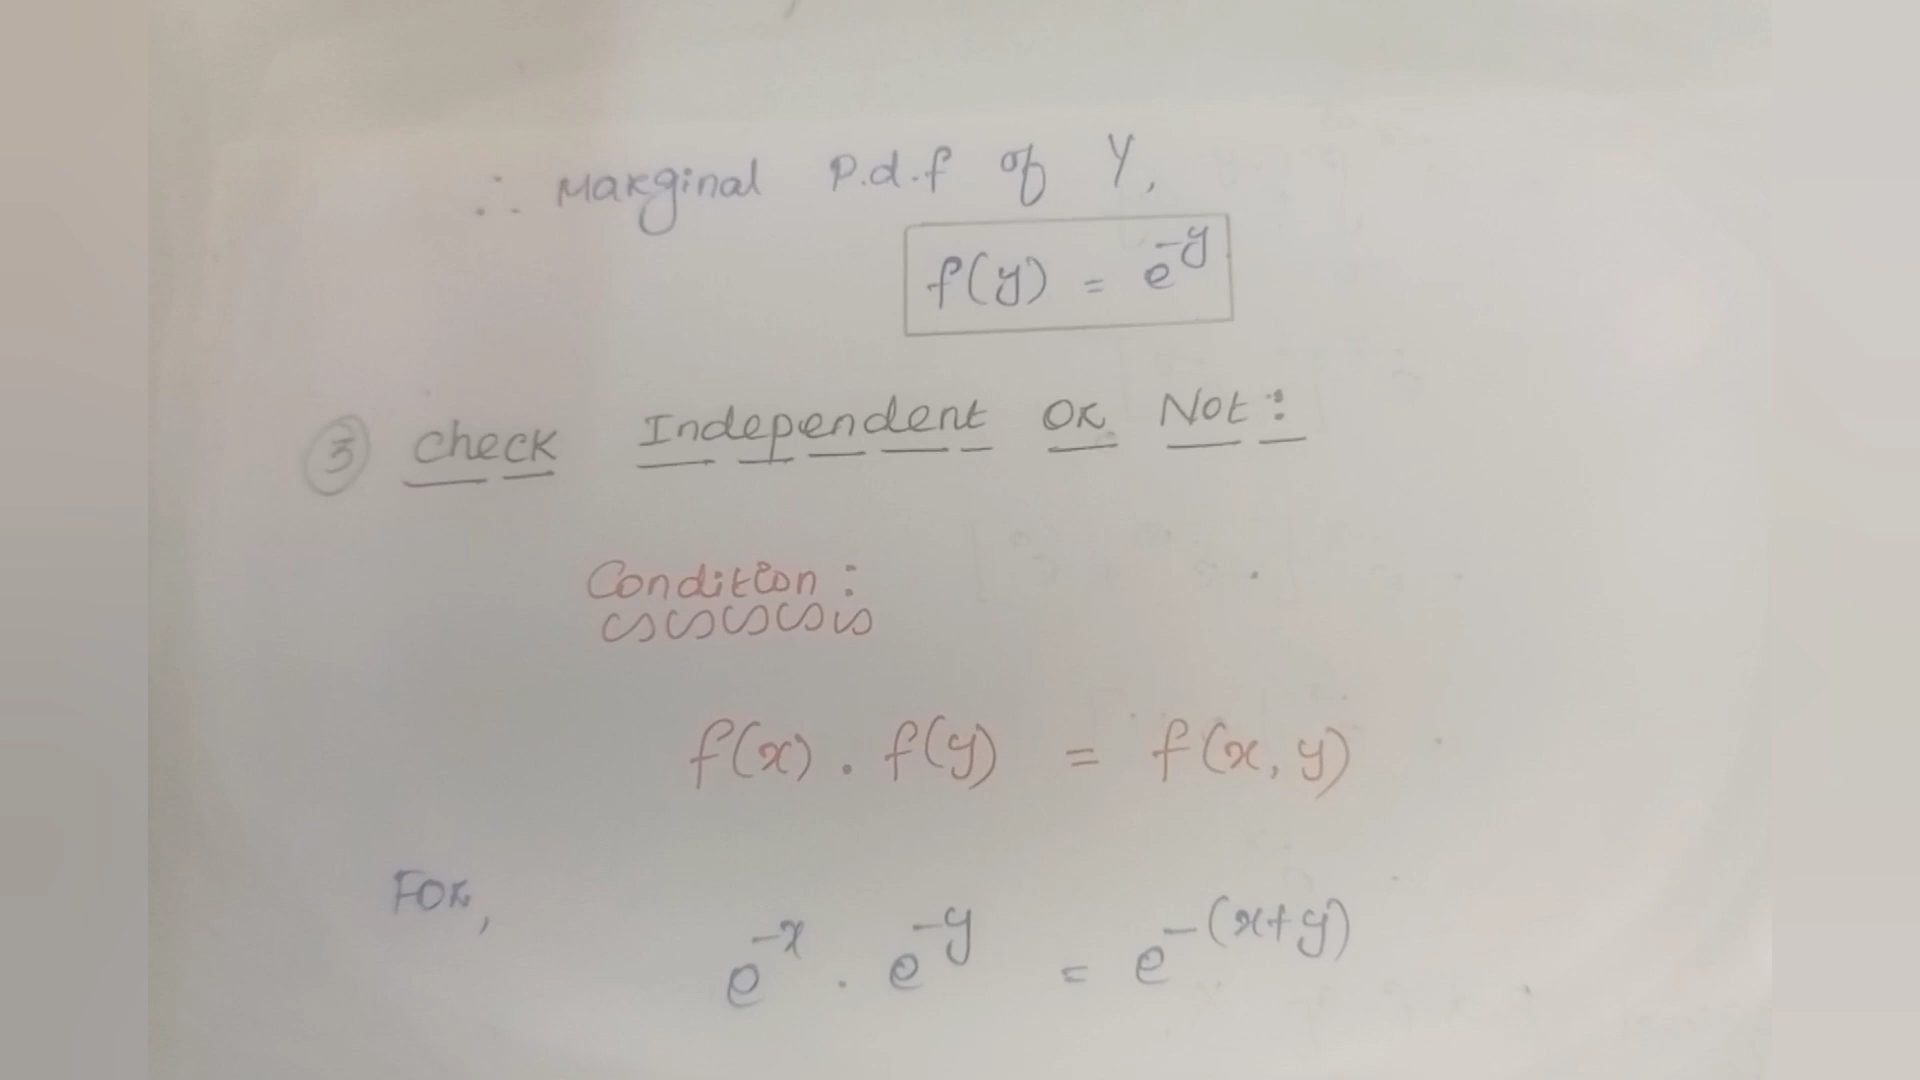 ∴ Marginal P.d.f of Y,
f(y) = e^-y
③ Check Independent or Not:
Condition:
f(x) . f(y) = f(x, y)
For,
e^-x . e^-y = e^-(x+y)